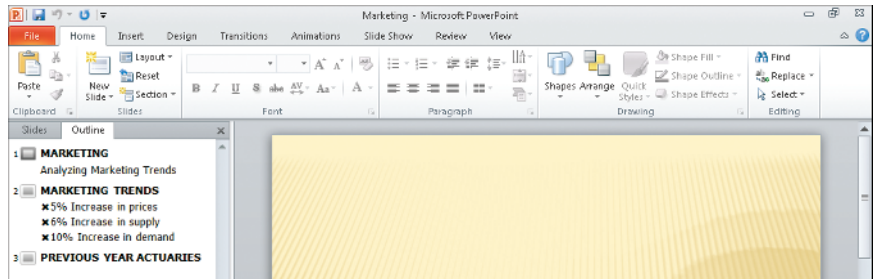 P Marketing - Microsoft PowerPoint
File Home Insert Design Transitions Animations Slide Show Review View
Layout Shape Fill Find
Reset Shape Outline Replace
Paste New Slide Section B I U S abc AV Aa A Shapes Arrange Quick Styles Shape Effects Select
Clipboard Slides Font Paragraph Drawing Editing
Slides Outline
1 MARKETING
Analyzing Marketing Trends
2 MARKETING TRENDS
5% Increase in prices
6% Increase in supply
10% Increase in demand
3 PREVIOUS YEAR ACTUARIES